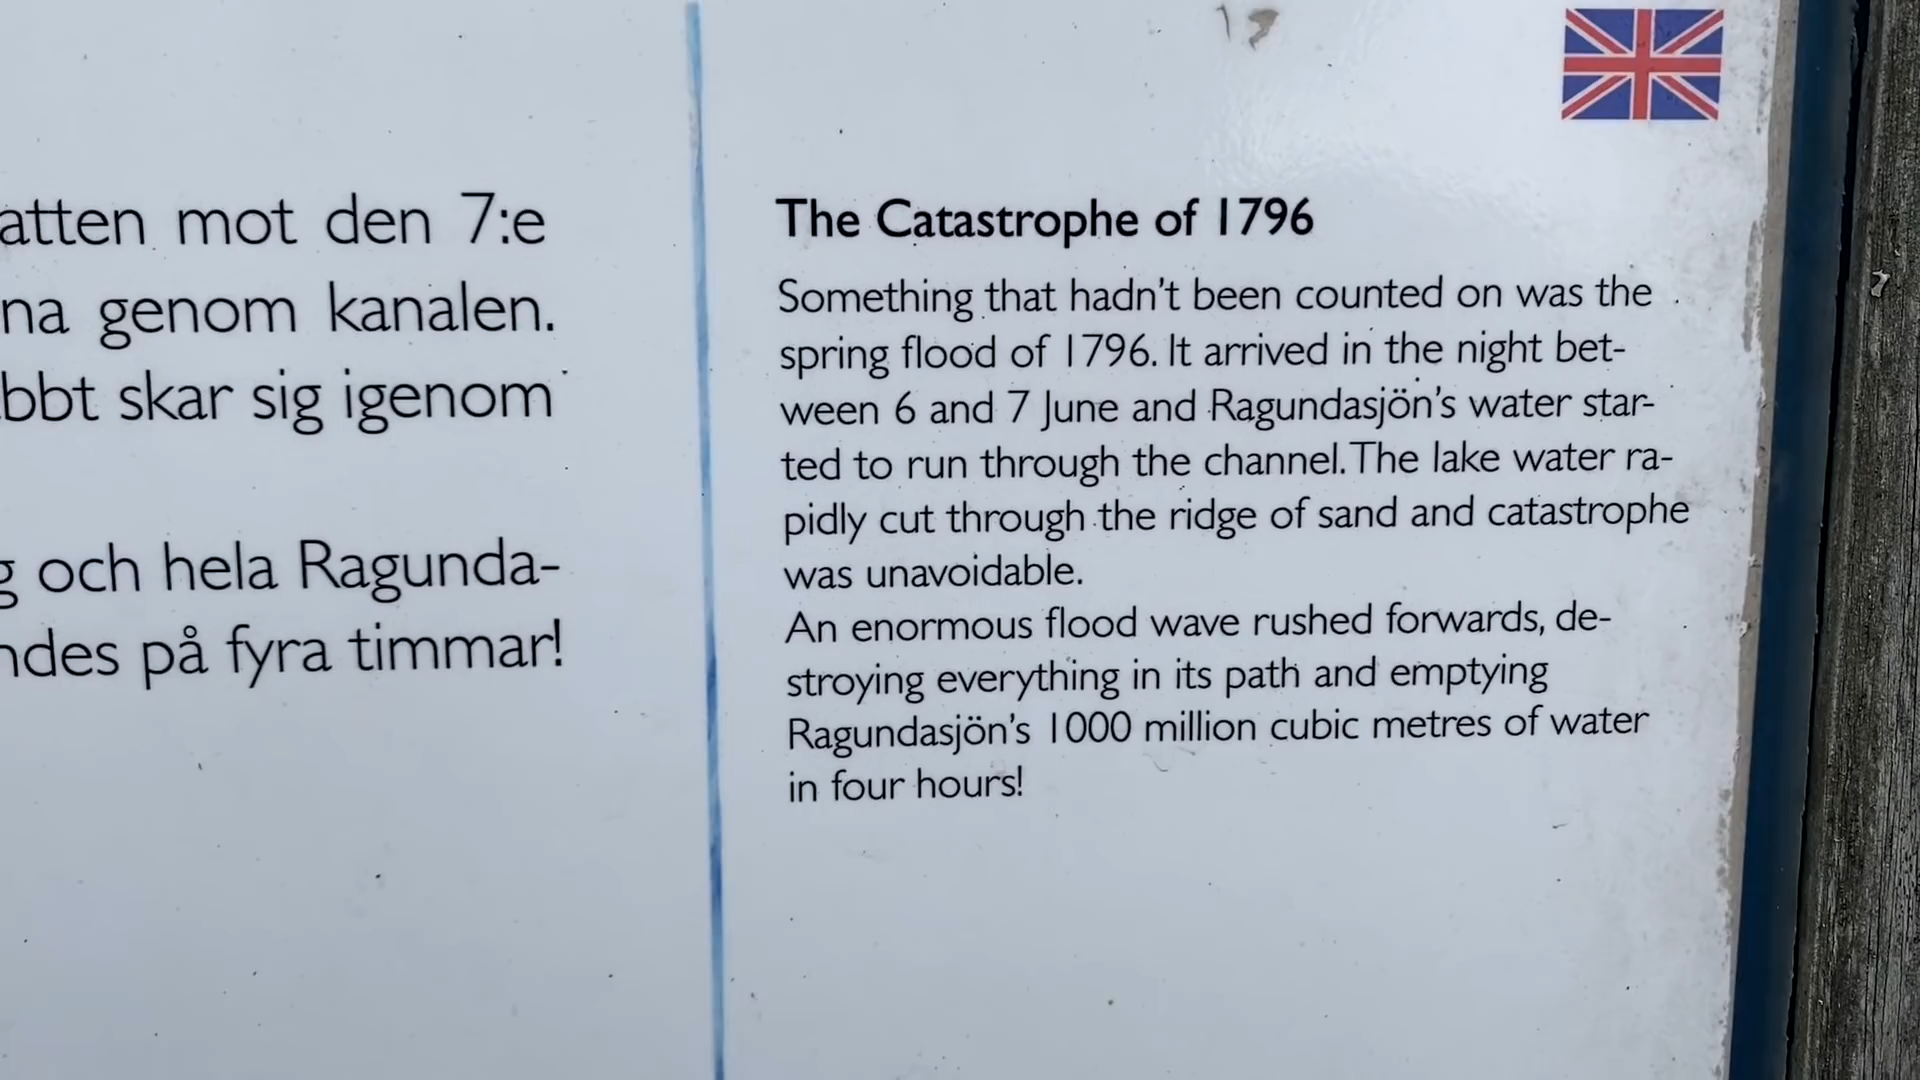 mot den 7:e
genom kanalen.
skar sig igenom
och hela Ragunda-
på fyra timmar!
The Catastrophe of 1796
Something that hadn't been counted on was the
spring flood of 1796. It arrived in the night bet-
ween 6 and 7 June and Ragundasjön's water star-
ted to run through the channel. The lake water ra-
pidly cut through the ridge of sand and catastrophe
was unavoidable.
An enormous flood wave rushed forwards, de-
stroying everything in its path and emptying
Ragundasjön's 1000 million cubic metres of water
in four hours!